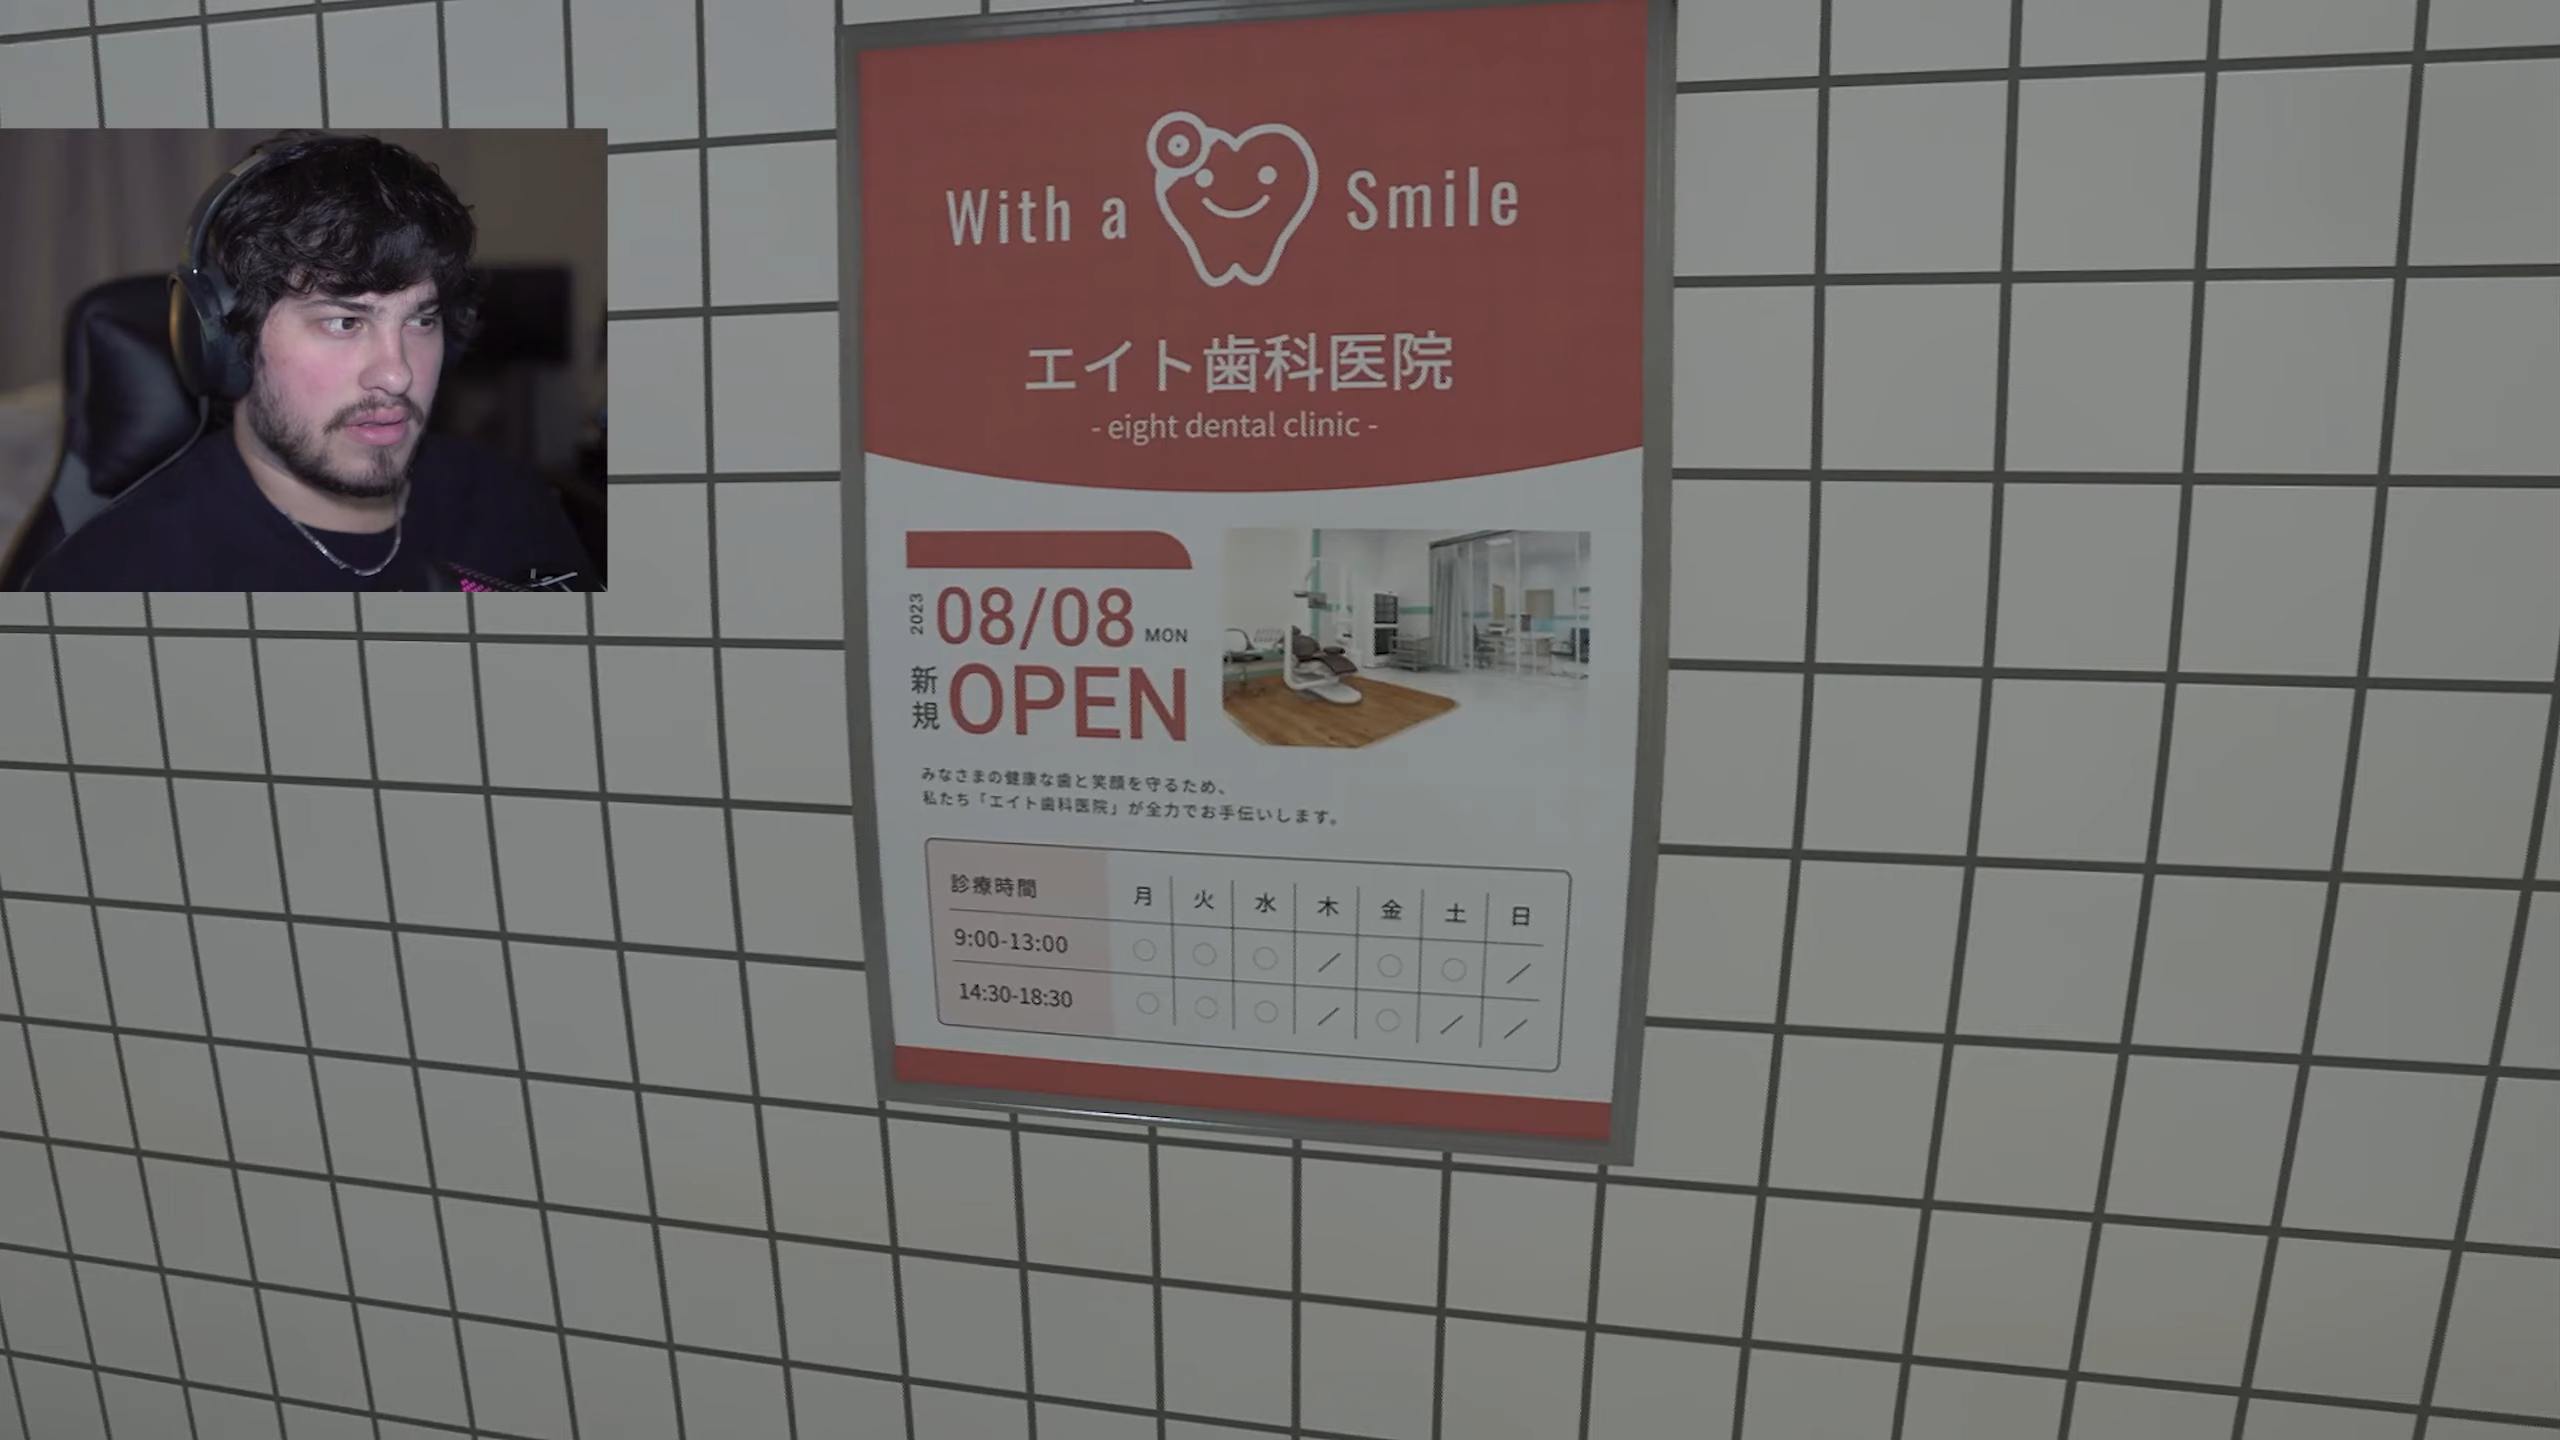 With a Smile
エイト歯科医院
- eight dental clinic -
2023 08/08 MON
新規 OPEN
みなさまの健康な歯と笑顔を守るため、
私たち「エイト歯科医院」が全力でお手伝いします。
診療時間 月 火 水 木 金 土 日
9:00-13:00 ○ ○ ○ / ○ ○ /
14:30-18:30 ○ ○ ○ / ○ / /